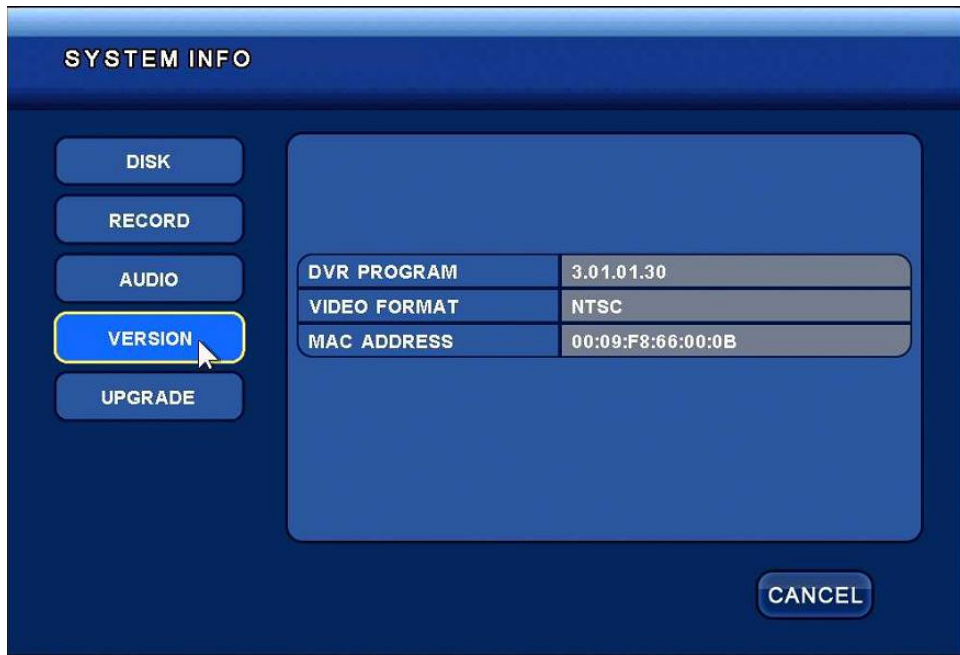 SYSTEM INFO
DISK
RECORD
AUDIO
VERSION
UPGRADE
DVR PROGRAM 3.01.01.30
VIDEO FORMAT NTSC
MAC ADDRESS 00:09:F8:66:00:0B
CANCEL